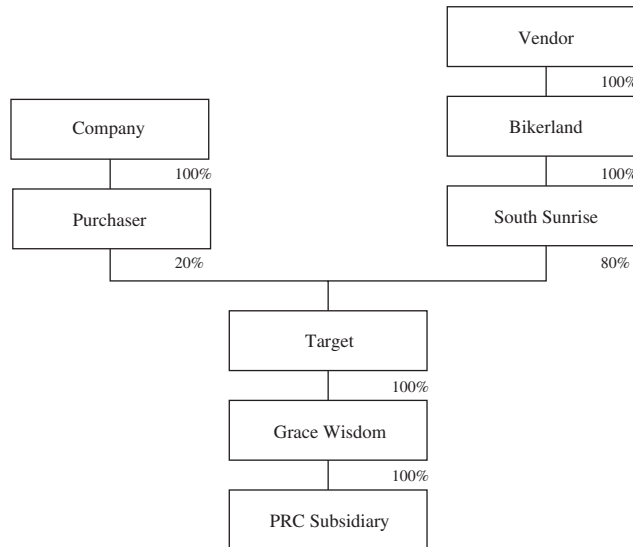 Vendor
100%
Company
Bikerland
100%
100%
Purchaser
South Sunrise
20%
80%
Target
100%
Grace Wisdom
100%
PRC Subsidiary